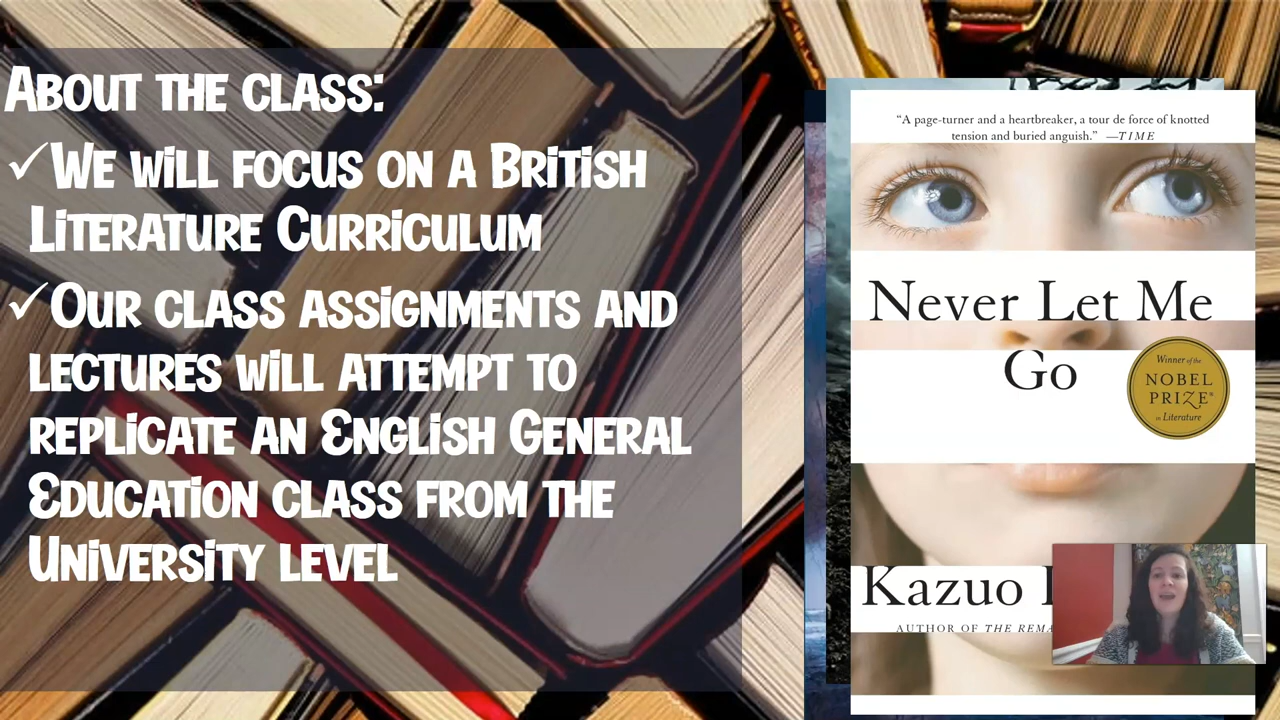 About the class:
✓We will focus on a British
Literature Curriculum
✓Our class assignments and
lectures will attempt to
replicate an English General
Education class from the
University level
“A page-turner and a heartbreaker, a tour de force of knotted
tension and buried anguish.” —TIME
Never Let Me
Go
Winner of the
NOBEL
PRIZE®
in Literature
Kazuo
AUTHOR OF THE